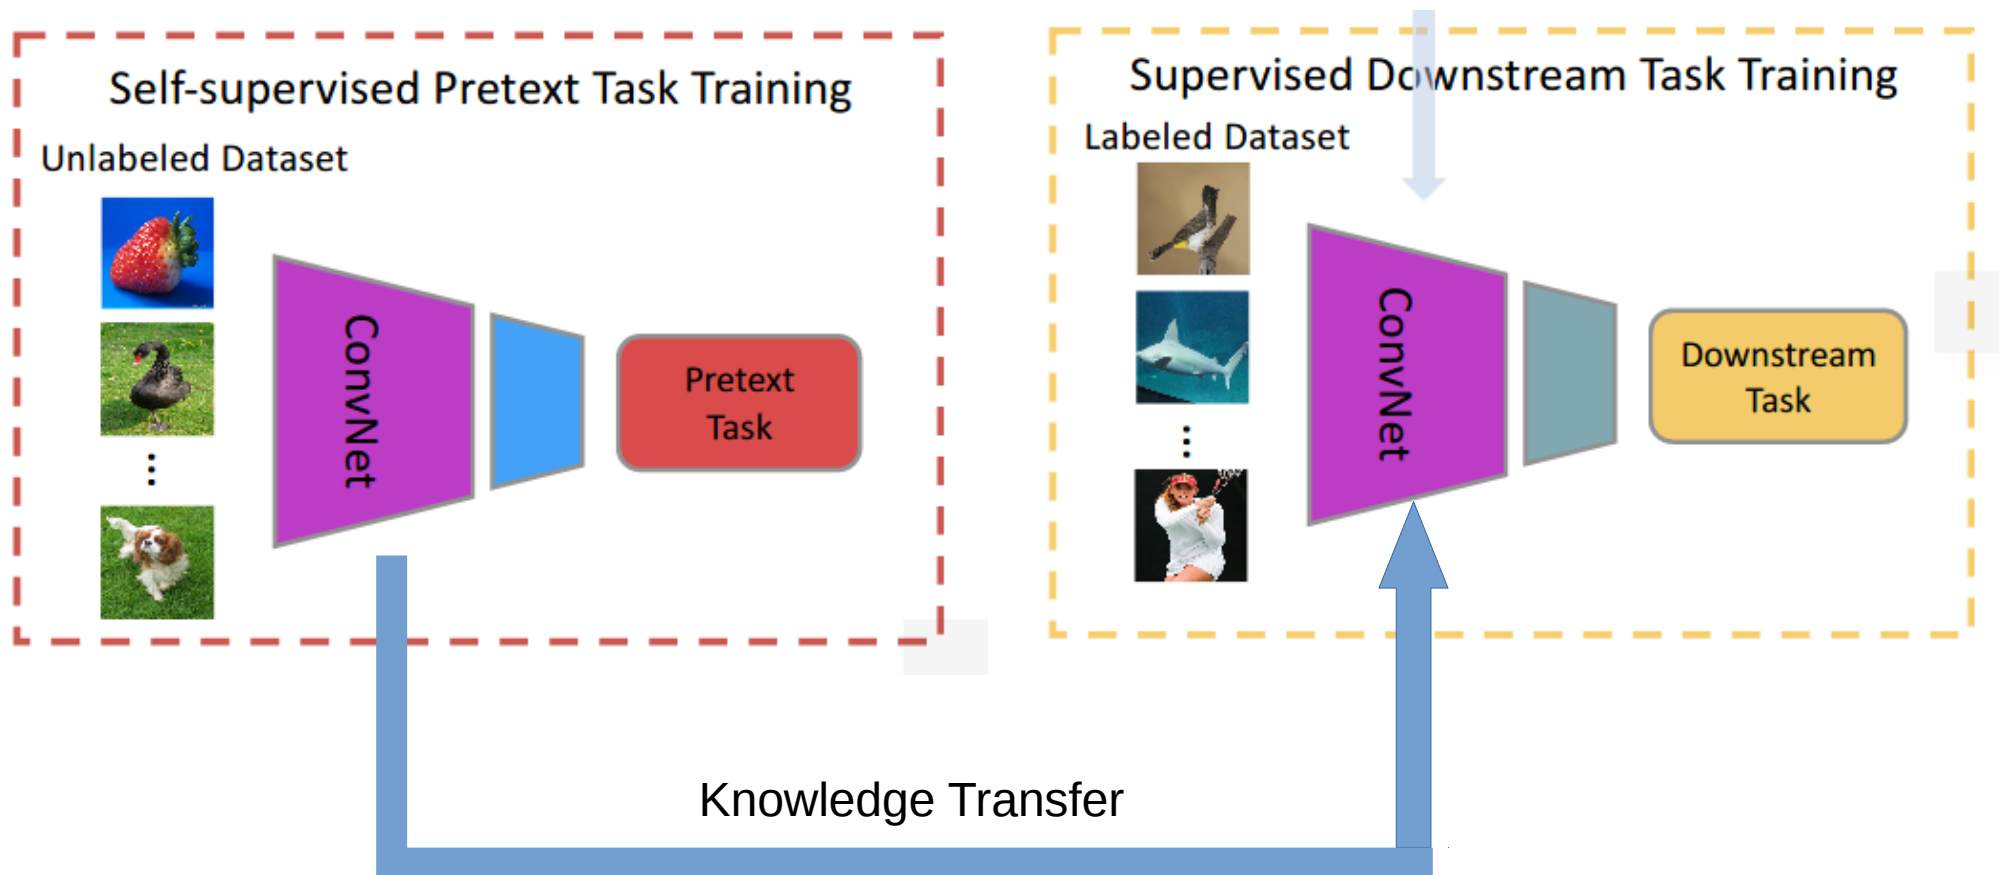 Self-supervised Pretext Task Training
Unlabeled Dataset
ConvNet
Pretext
Task
Supervised Downstream Task Training
Labeled Dataset
ConvNet
Downstream
Task
Knowledge Transfer